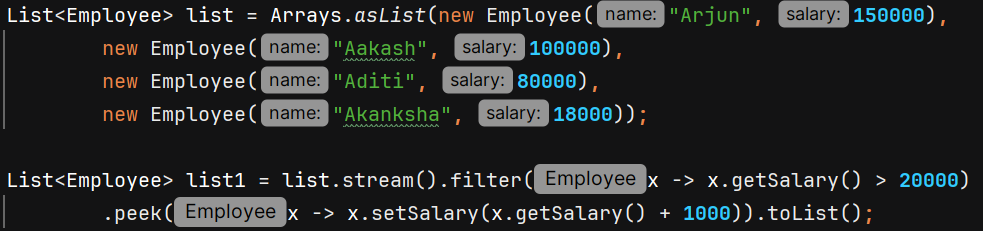 List<Employee> list = Arrays.asList(new Employee( name: "Arjun", salary: 150000),
new Employee( name: "Aakash", salary: 100000),
new Employee( name: "Aditi", salary: 80000),
new Employee( name: "Akanksha", salary: 18000));
List<Employee> list1 = list.stream().filter( Employee x -> x.getSalary() > 20000)
.peek( Employee x -> x.setSalary(x.getSalary() + 1000)).toList();